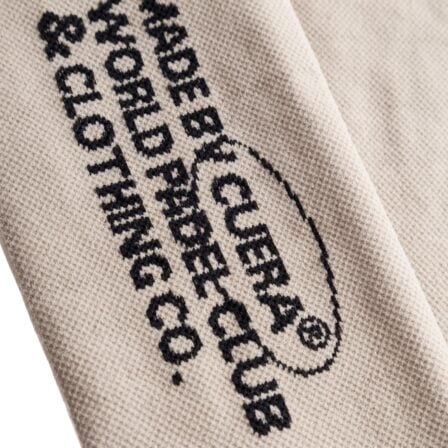 MADE BY CUERA®
WORLD PADEL-CLUB
& CLOTHING CO.